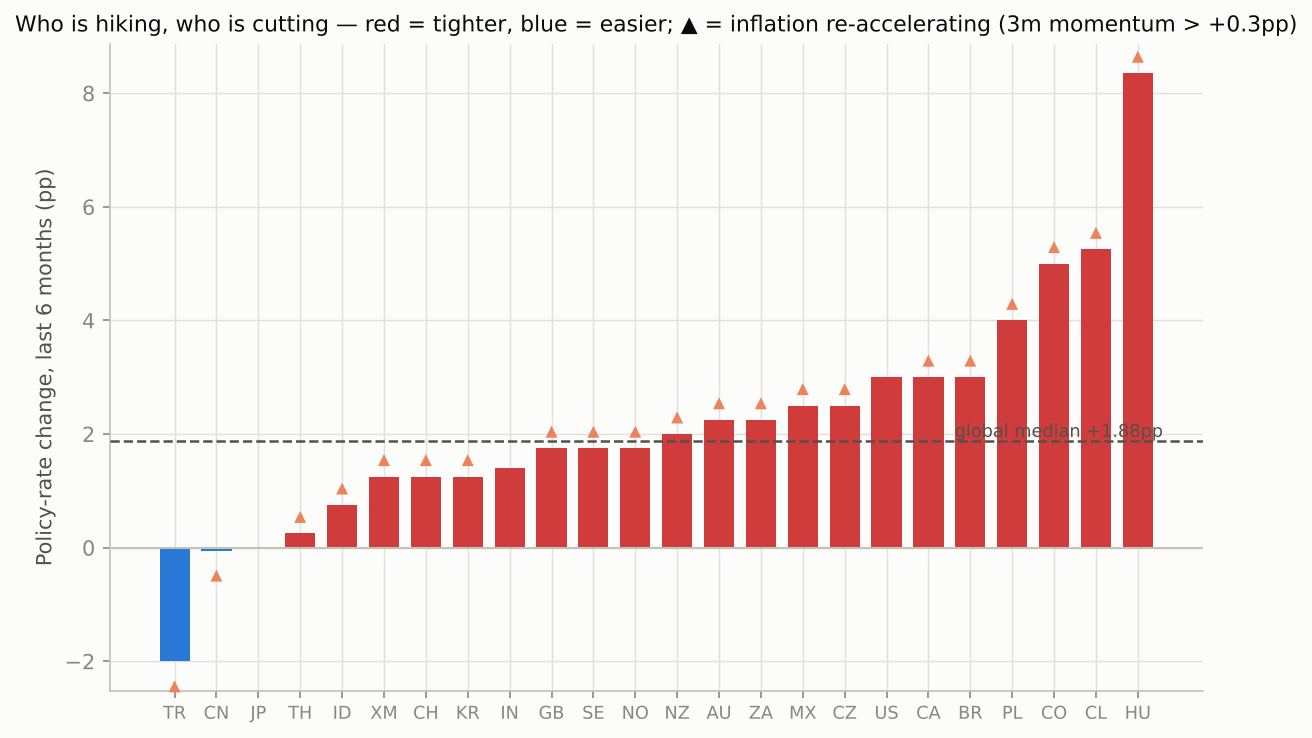 Who is hiking, who is cutting — red = tighter, blue = easier; ▲ = inflation re-accelerating (3m momentum > +0.3pp)
Policy-rate change, last 6 months (pp)
8
6
4
2
0
−2
global median +1.88pp
TR CN JP TH ID XM CH KR IN GB SE NO NZ AU ZA MX CZ US CA BR PL CO CL HU